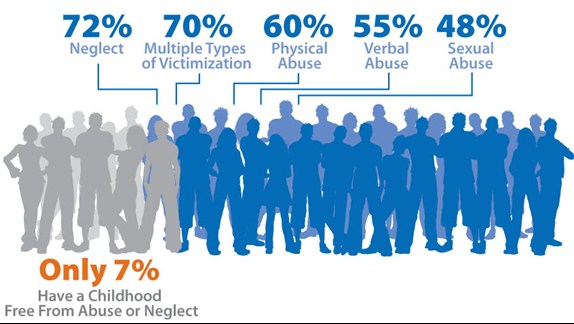 72%
Neglect
70%
Multiple Types
of Victimization
60%
Physical
Abuse
55%
Verbal
Abuse
48%
Sexual
Abuse
Only 7%
Have a Childhood
Free From Abuse or Neglect